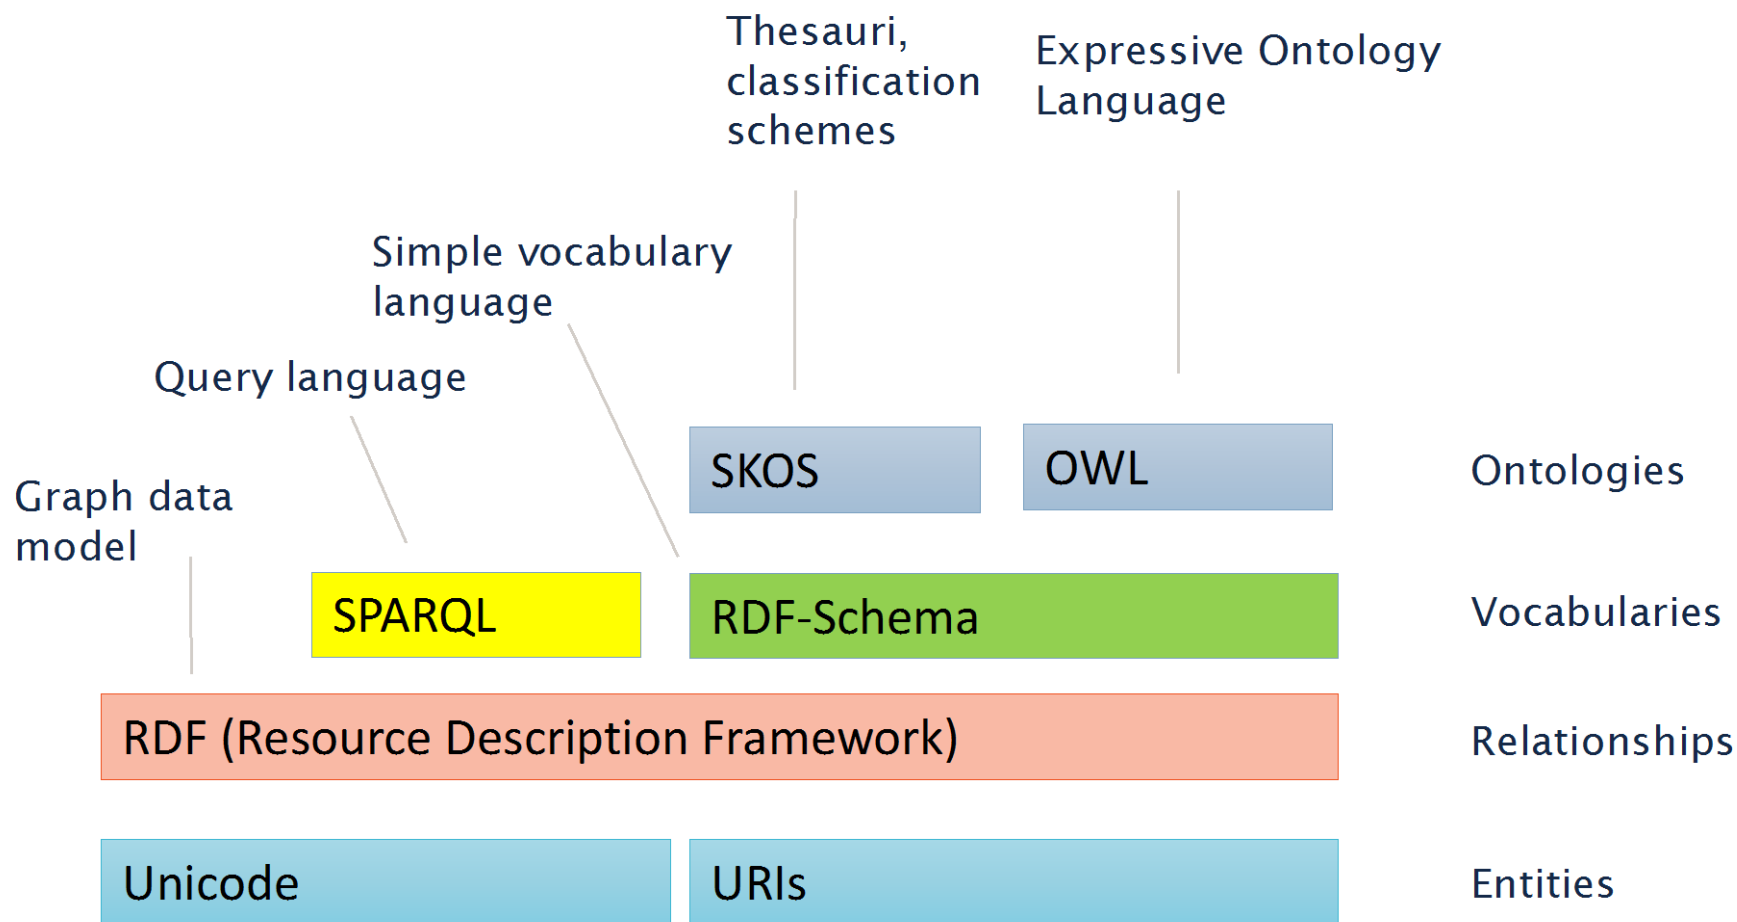 Thesauri,
classification
schemes
Expressive Ontology
Language
Simple vocabulary
language
Query language
Graph data
model
SKOS
OWL
Ontologies
SPARQL
RDF-Schema
Vocabularies
RDF (Resource Description Framework)
Relationships
Unicode
URIs
Entities